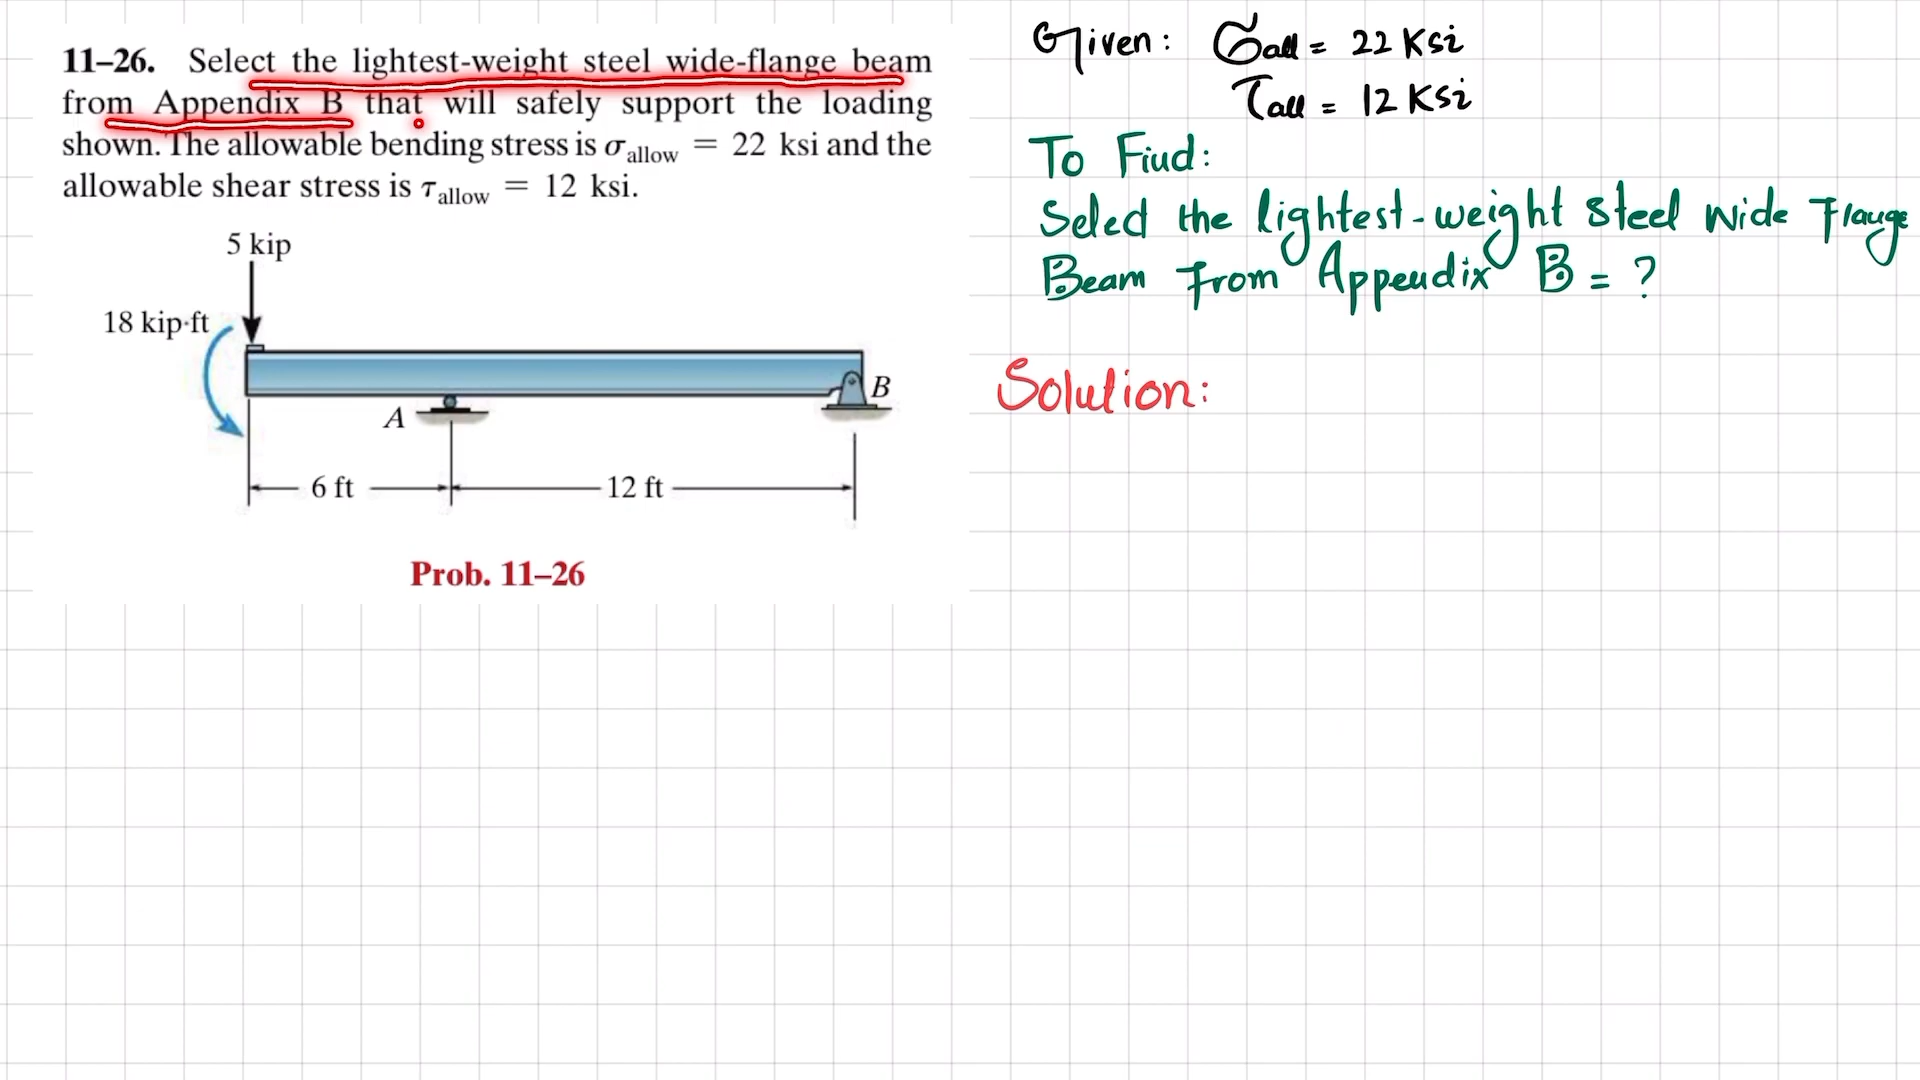 11–26. Select the lightest-weight steel wide-flange beam
from Appendix B that will safely support the loading
shown. The allowable bending stress is σallow = 22 ksi and the
allowable shear stress is τallow = 12 ksi.
5 kip
18 kip·ft
A
B
6 ft
12 ft
Prob. 11–26
Given: σall = 22 Ksi
τall = 12 Ksi
To Find:
Select the lightest-weight steel wide Flange
Beam From Appendix B = ?
Solution: